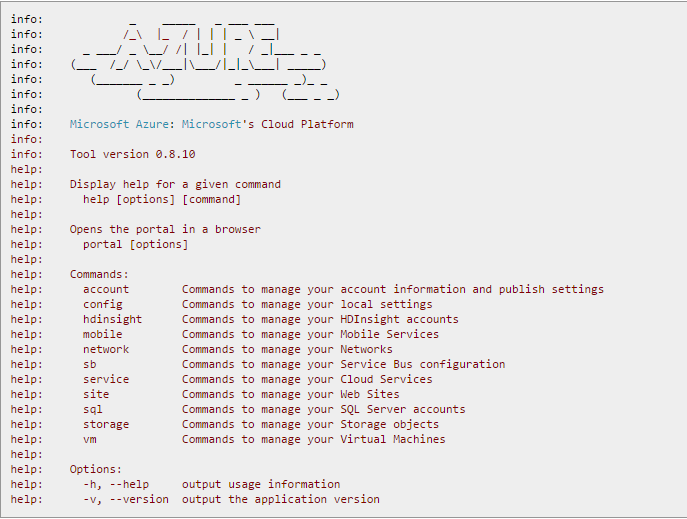 info:             _    _____   _ ___ ___
info:            /_\  |_  / | | | _ \ __|
info:      _ ___/ _ \__/ /| |_| |   / _|___ _ _
info:    (___  /_/ \_\/___|\___/|_|_\___| _____)
info:       (_______ _ _)         _ ______ _)_ _
info:              (______________ _ )   (___ _ _)
info:
info:    Microsoft Azure: Microsoft's Cloud Platform
info:
info:    Tool version 0.8.10
help:
help:    Display help for a given command
help:      help [options] [command]
help:
help:    Opens the portal in a browser
help:      portal [options]
help:
help:    Commands:
help:      account        Commands to manage your account information and publish settings
help:      config         Commands to manage your local settings
help:      hdinsight      Commands to manage your HDInsight accounts
help:      mobile         Commands to manage your Mobile Services
help:      network        Commands to manage your Networks
help:      sb             Commands to manage your Service Bus configuration
help:      service        Commands to manage your Cloud Services
help:      site           Commands to manage your Web Sites
help:      sql            Commands to manage your SQL Server accounts
help:      storage        Commands to manage your Storage objects
help:      vm             Commands to manage your Virtual Machines
help:
help:    Options:
help:      -h, --help     output usage information
help:      -v, --version  output the application version